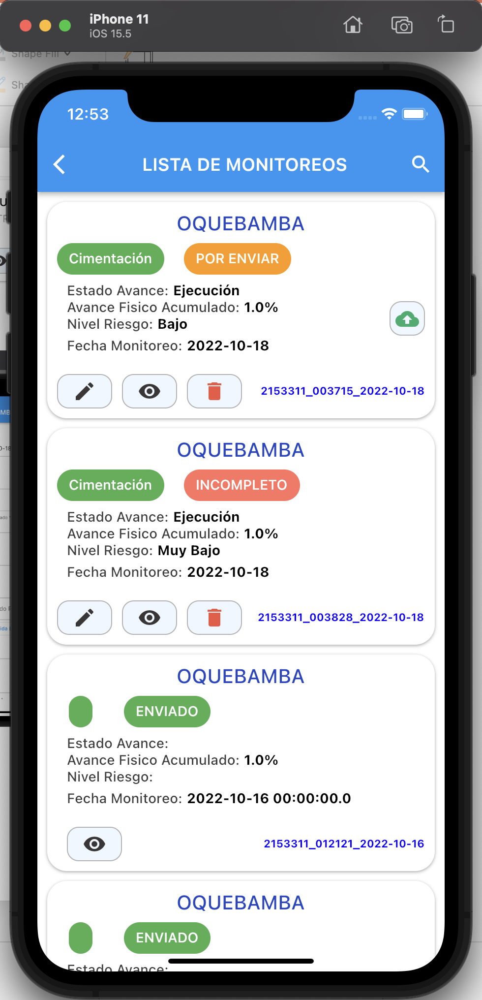 iPhone 11
iOS 15.5
Shape Fill
12:53
LISTA DE MONITOREOS
OQUEBAMBA
Cimentación
POR ENVIAR
Estado Avance: Ejecución
Avance Fisico Acumulado: 1.0%
Nivel Riesgo: Bajo
Fecha Monitoreo: 2022-10-18
2153311_003715_2022-10-18
OQUEBAMBA
Cimentación
INCOMPLETO
Estado Avance: Ejecución
Avance Fisico Acumulado: 1.0%
Nivel Riesgo: Muy Bajo
Fecha Monitoreo: 2022-10-18
2153311_003828_2022-10-18
OQUEBAMBA
ENVIADO
Estado Avance:
Avance Fisico Acumulado: 1.0%
Nivel Riesgo:
Fecha Monitoreo: 2022-10-16 00:00:00.0
2153311_012121_2022-10-16
OQUEBAMBA
ENVIADO
Estado Avance: